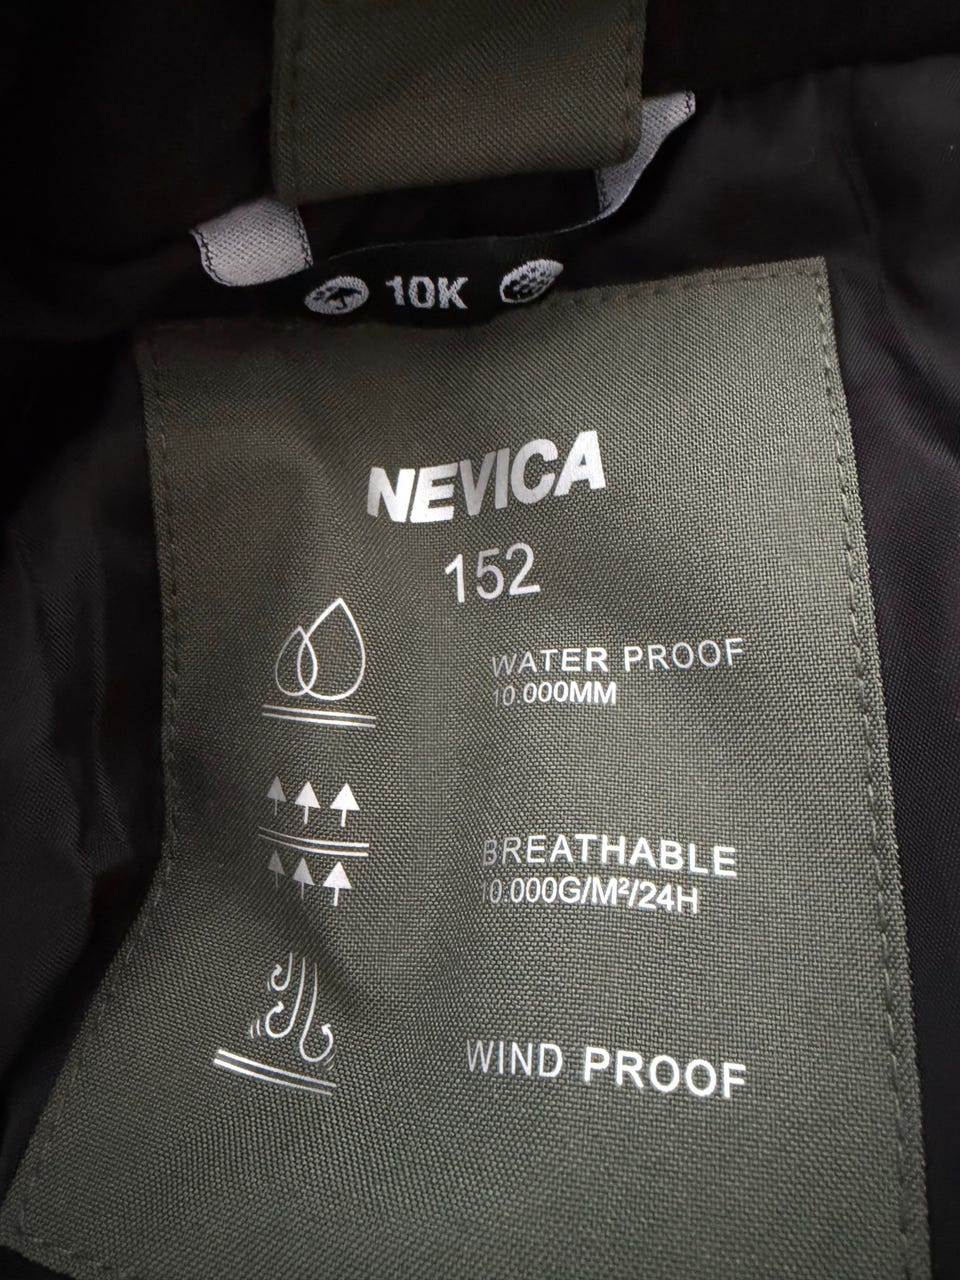 10K
NEVICA
152
WATER PROOF
10.000MM
BREATHABLE
10.000G/M²/24H
WIND PROOF